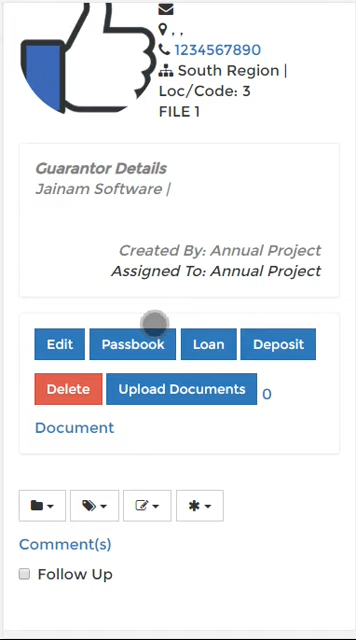 , ,
1234567890
South Region |
Loc/Code: 3
FILE 1
Guarantor Details
Jainam Software |
Created By: Annual Project
Assigned To: Annual Project
Edit Passbook Loan Deposit
Delete Upload Documents 0
Document
Comment(s)
Follow Up